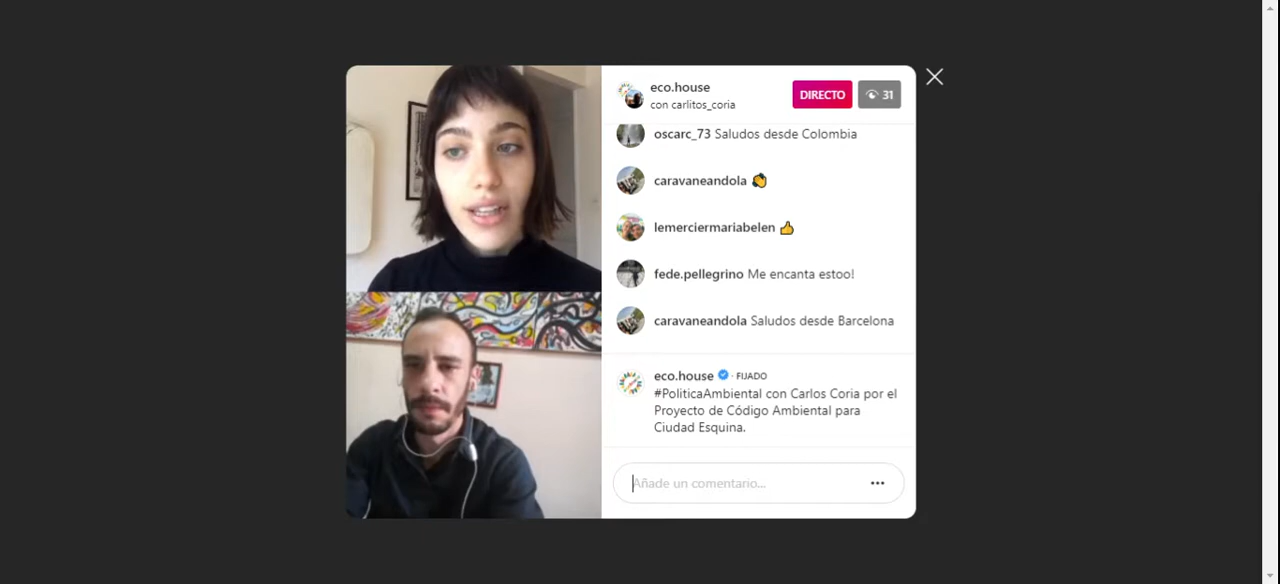 eco.house
con carlitos_coria
DIRECTO
31
oscarc_73 Saludos desde Colombia
caravaneandola
lemerciermariabelen
fede.pellegrino Me encanta estoo!
caravaneandola Saludos desde Barcelona
eco.house · FIJADO
#PoliticaAmbiental con Carlos Coria por el
Proyecto de Código Ambiental para
Ciudad Esquina.
Añade un comentario...